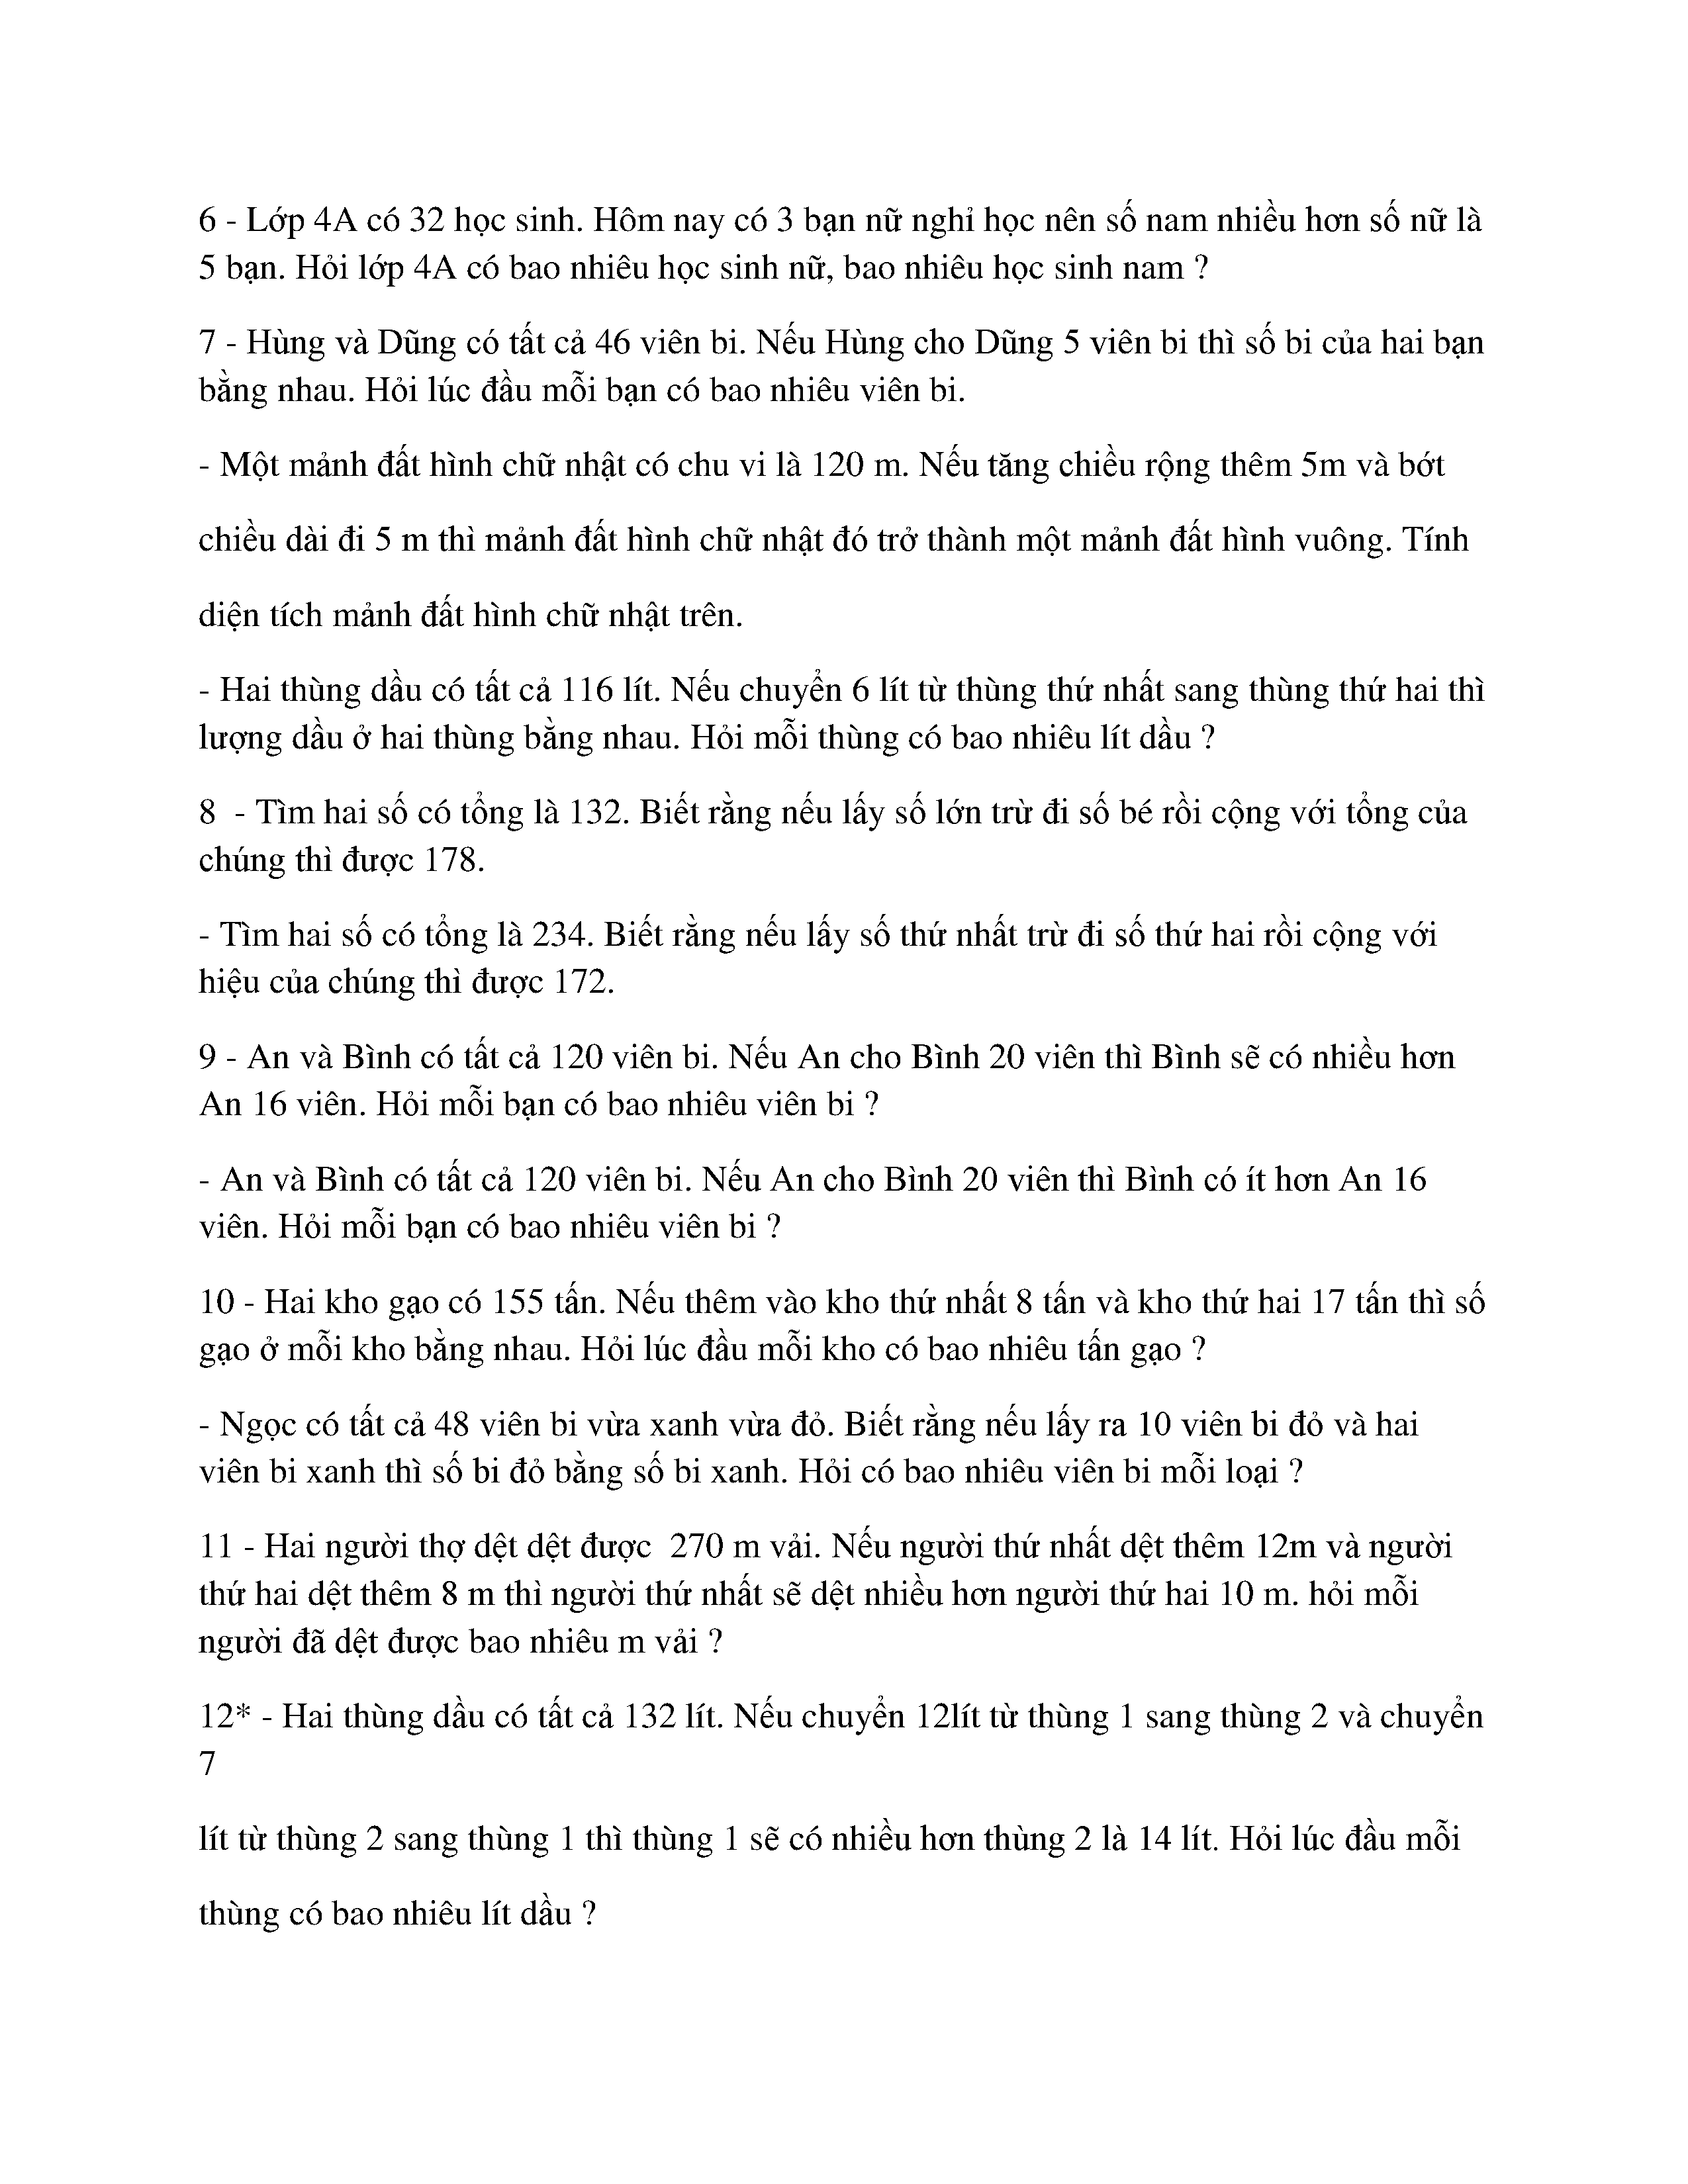 6 - Lớp 4A có 32 học sinh. Hôm nay có 3 bạn nữ nghỉ học nên số nam nhiều hơn số nữ là
5 bạn. Hỏi lớp 4A có bao nhiêu học sinh nữ, bao nhiêu học sinh nam ?
7 - Hùng và Dũng có tất cả 46 viên bi. Nếu Hùng cho Dũng 5 viên bi thì số bi của hai bạn
bằng nhau. Hỏi lúc đầu mỗi bạn có bao nhiêu viên bi.
- Một mảnh đất hình chữ nhật có chu vi là 120 m. Nếu tăng chiều rộng thêm 5m và bớt
chiều dài đi 5 m thì mảnh đất hình chữ nhật đó trở thành một mảnh đất hình vuông. Tính
diện tích mảnh đất hình chữ nhật trên.
- Hai thùng dầu có tất cả 116 lít. Nếu chuyển 6 lít từ thùng thứ nhất sang thùng thứ hai thì
lượng dầu ở hai thùng bằng nhau. Hỏi mỗi thùng có bao nhiêu lít dầu ?
8  - Tìm hai số có tổng là 132. Biết rằng nếu lấy số lớn trừ đi số bé rồi cộng với tổng của
chúng thì được 178.
- Tìm hai số có tổng là 234. Biết rằng nếu lấy số thứ nhất trừ đi số thứ hai rồi cộng với
hiệu của chúng thì được 172.
9 - An và Bình có tất cả 120 viên bi. Nếu An cho Bình 20 viên thì Bình sẽ có nhiều hơn
An 16 viên. Hỏi mỗi bạn có bao nhiêu viên bi ?
- An và Bình có tất cả 120 viên bi. Nếu An cho Bình 20 viên thì Bình có ít hơn An 16
viên. Hỏi mỗi bạn có bao nhiêu viên bi ?
10 - Hai kho gạo có 155 tấn. Nếu thêm vào kho thứ nhất 8 tấn và kho thứ hai 17 tấn thì số
gạo ở mỗi kho bằng nhau. Hỏi lúc đầu mỗi kho có bao nhiêu tấn gạo ?
- Ngọc có tất cả 48 viên bi vừa xanh vừa đỏ. Biết rằng nếu lấy ra 10 viên bi đỏ và hai
viên bi xanh thì số bi đỏ bằng số bi xanh. Hỏi có bao nhiêu viên bi mỗi loại ?
11 - Hai người thợ dệt dệt được  270 m vải. Nếu người thứ nhất dệt thêm 12m và người
thứ hai dệt thêm 8 m thì người thứ nhất sẽ dệt nhiều hơn người thứ hai 10 m. hỏi mỗi
người đã dệt được bao nhiêu m vải ?
12* - Hai thùng dầu có tất cả 132 lít. Nếu chuyển 12lít từ thùng 1 sang thùng 2 và chuyển
7
lít từ thùng 2 sang thùng 1 thì thùng 1 sẽ có nhiều hơn thùng 2 là 14 lít. Hỏi lúc đầu mỗi
thùng có bao nhiêu lít dầu ?